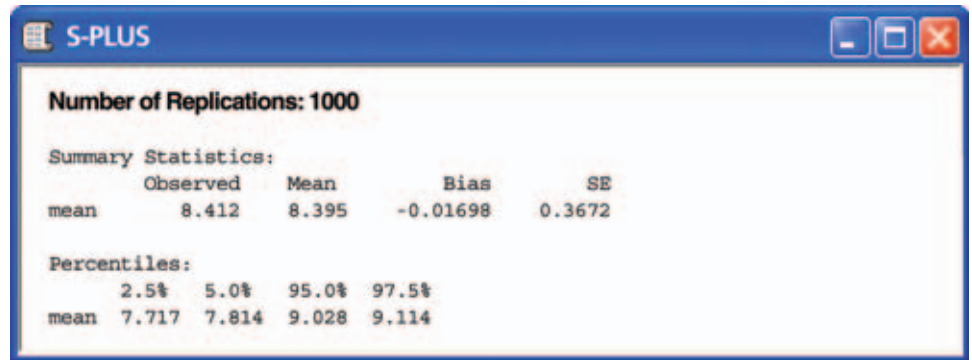 S-PLUS
Number of Replications: 1000
Summary Statistics:
Observed Mean Bias SE
mean 8.412 8.395 -0.01698 0.3672
Percentiles:
2.5% 5.0% 95.0% 97.5%
mean 7.717 7.814 9.028 9.114